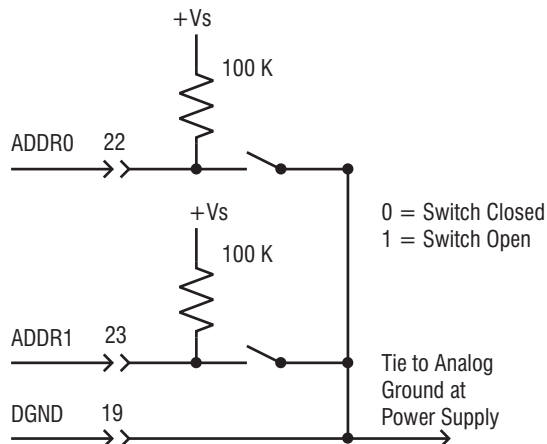 +Vs
100 K
ADDR0 22
0 = Switch Closed
1 = Switch Open
+Vs
100 K
ADDR1 23
Tie to Analog
Ground at
Power Supply
DGND 19